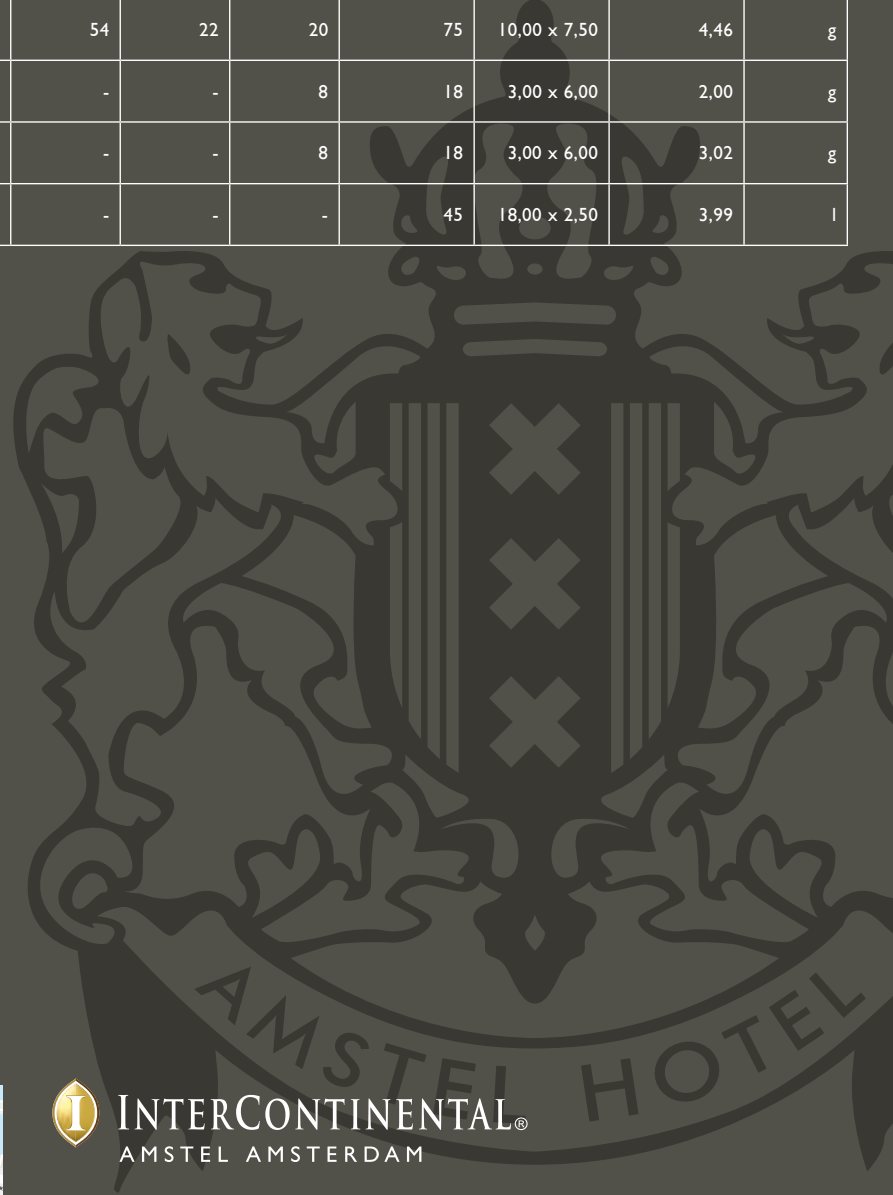 54 22 20 75 10,00 x 7,50 4,46 g
- - 8 18 3,00 x 6,00 2,00 g
- - 8 18 3,00 x 6,00 3,02 g
- - - 45 18,00 x 2,50 3,99 l
AMSTEL HOTEL
INTERCONTINENTAL®
AMSTEL AMSTERDAM